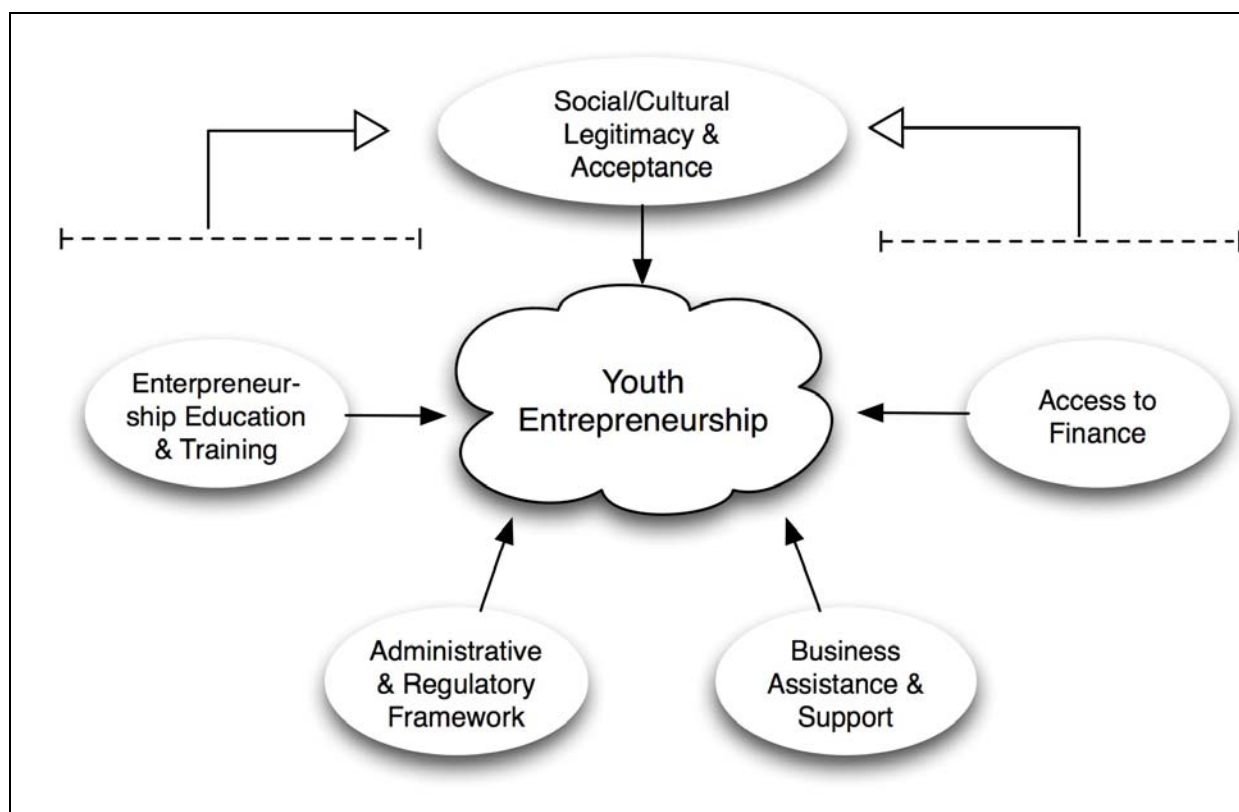 Social/Cultural
Legitimacy &
Acceptance
Youth
Entrepreneurship
Enterpreneur-
ship Education
& Training
Access to
Finance
Administrative
& Regulatory
Framework
Business
Assistance &
Support